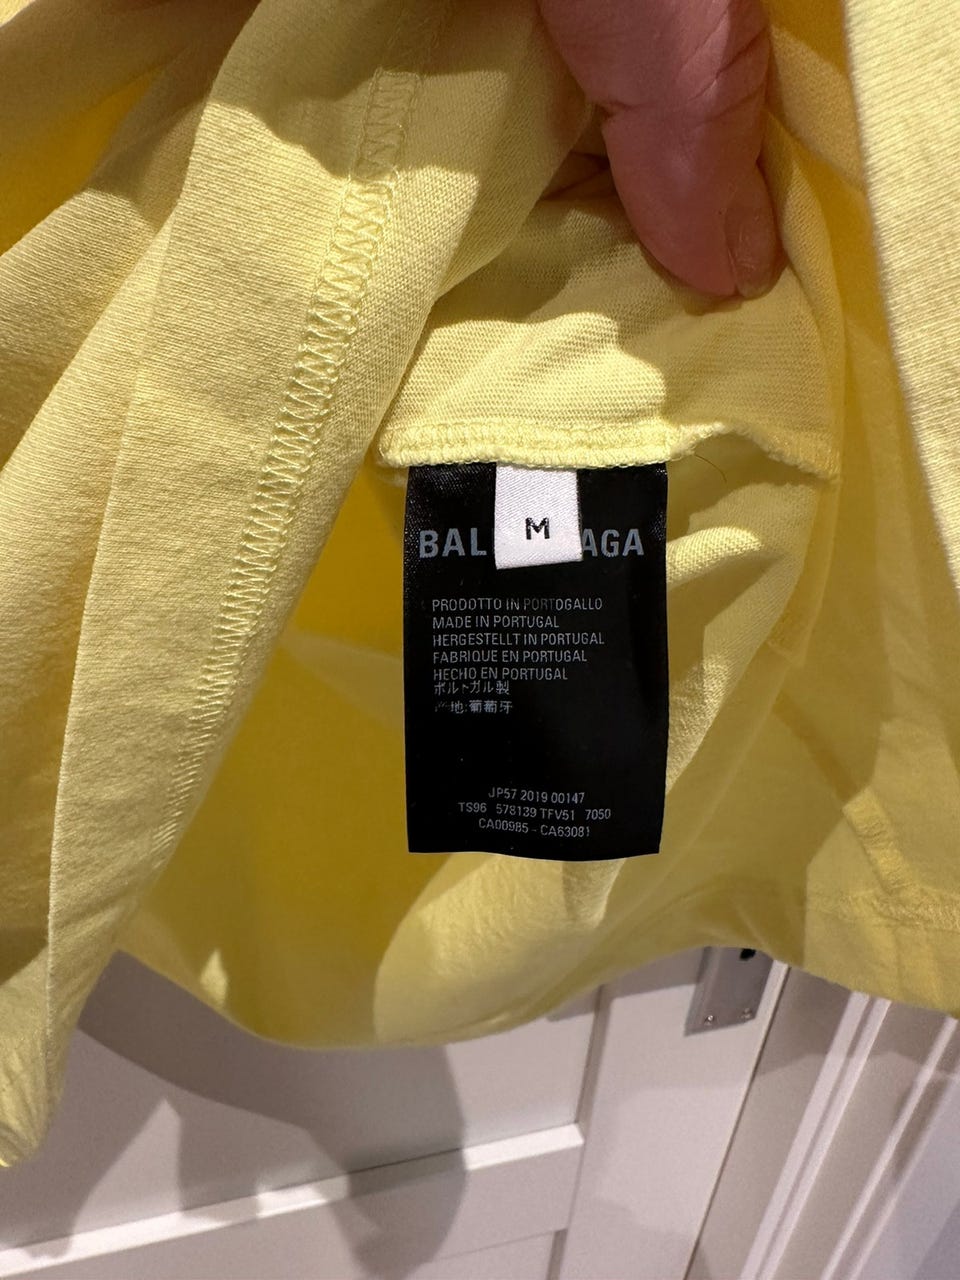 M
BAL AGA
PRODOTTO IN PORTOGALLO
MADE IN PORTUGAL
HERGESTELLT IN PORTUGAL
FABRIQUE EN PORTUGAL
HECHO EN PORTUGAL
ポルトガル製
产地:葡萄牙
JP57 2019 00147
TS96 578139 TFV51 7050
CA00985 - CA63081